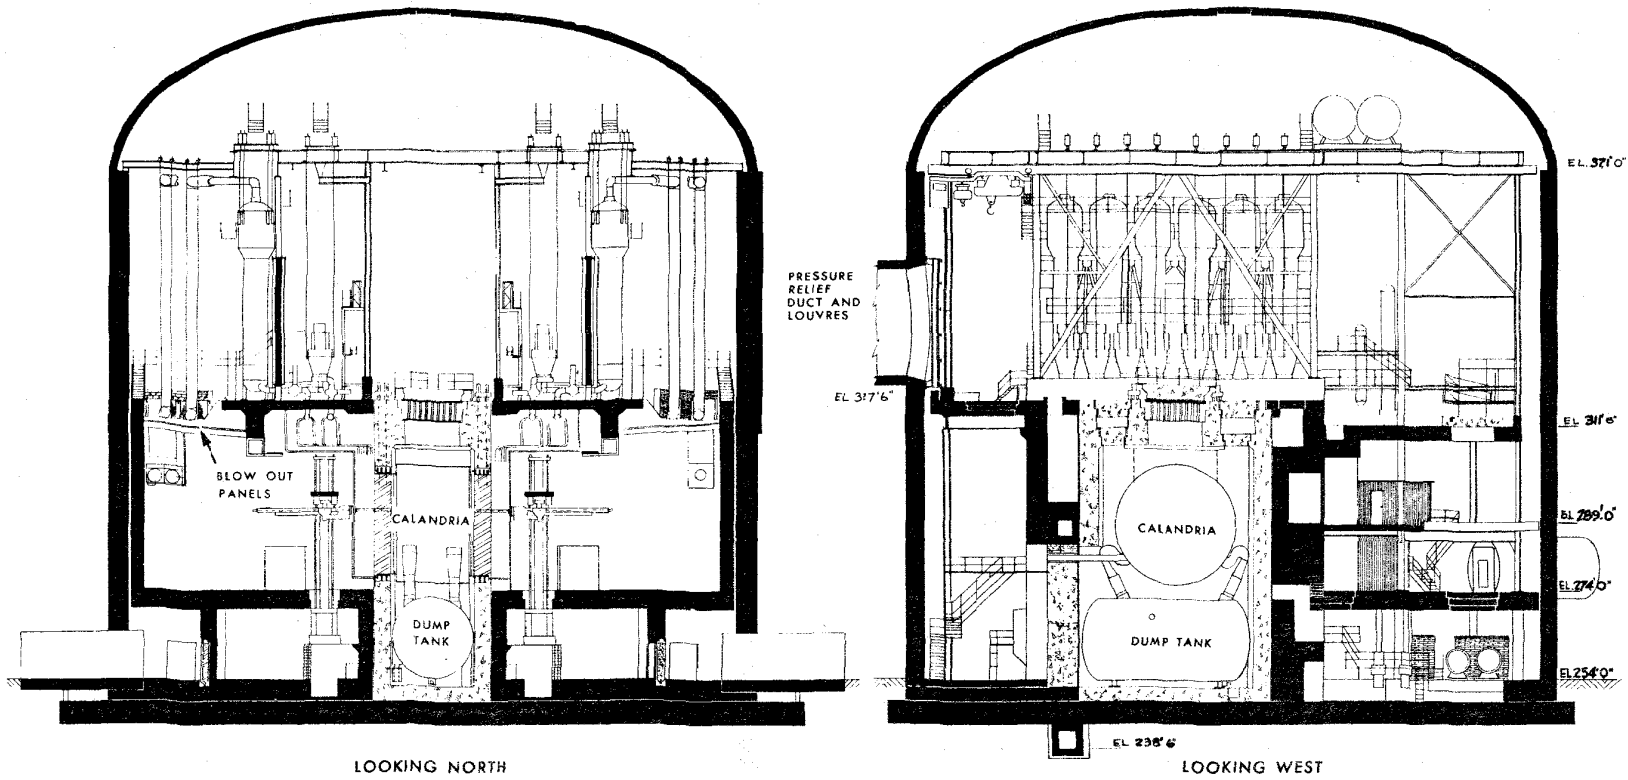 BLOW OUT
PANELS
CALANDRIA
DUMP
TANK
LOOKING NORTH
PRESSURE
RELIEF
DUCT AND
LOUVRES
EL 317'6"
EL. 371'0"
EL 311'6"
EL 289'0"
EL. 274'0"
EL 254'0"
CALANDRIA
DUMP TANK
EL 238'6"
LOOKING WEST